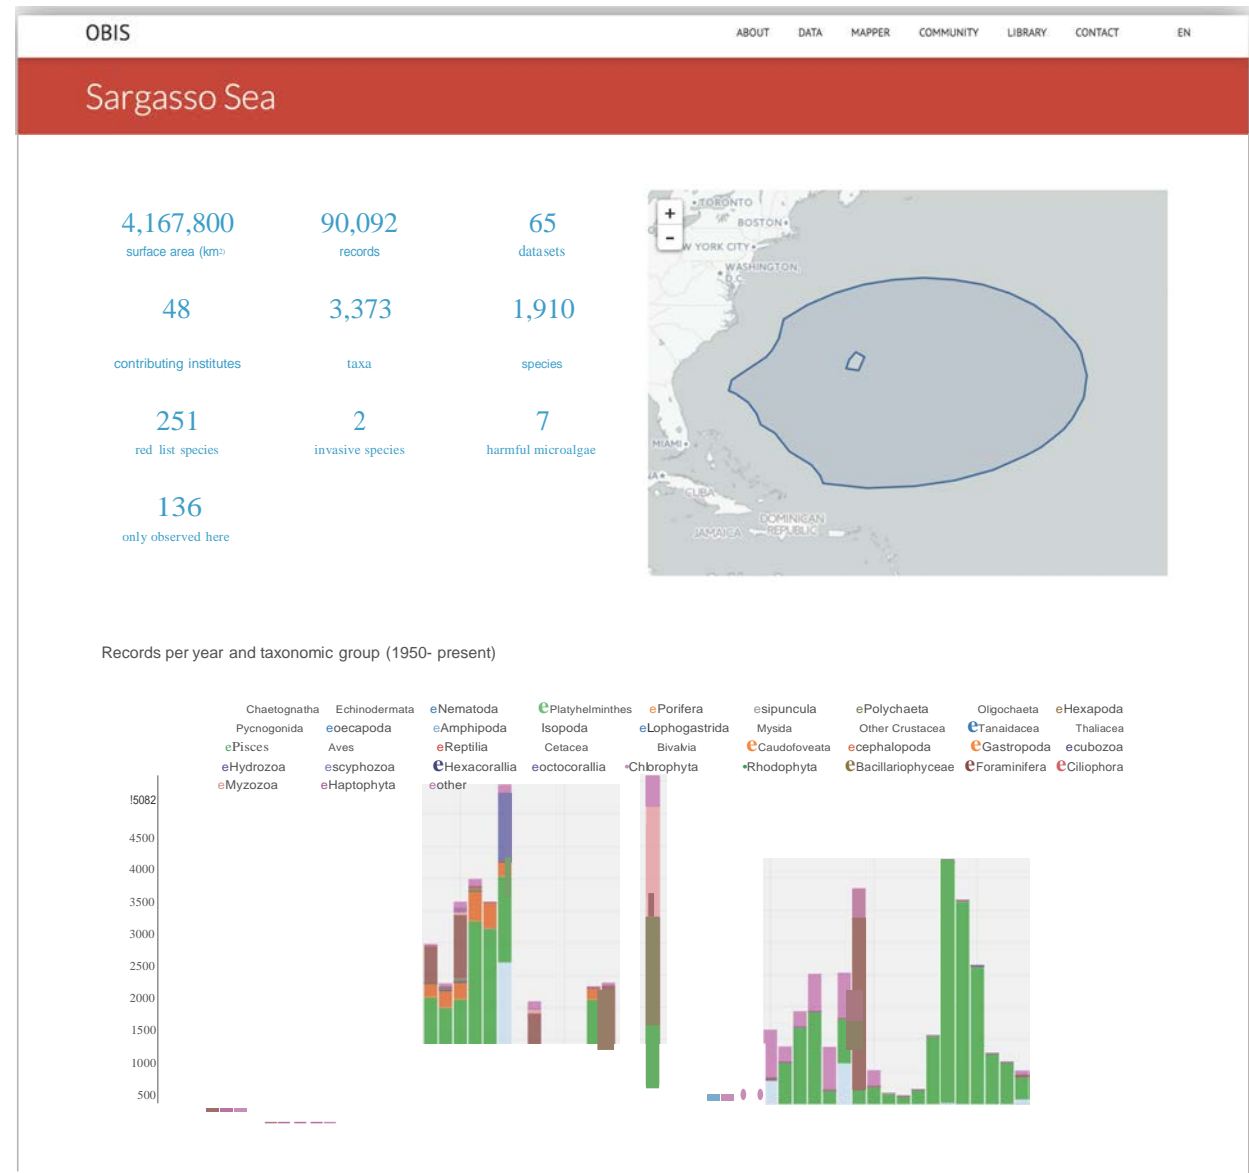 OBIS ABOUT DATA MAPPER COMMUNITY LIBRARY CONTACT EN
Sargasso Sea
4,167,800 90,092 65
surface area (km2) records datasets
48 3,373 1,910
contributing institutes taxa species
251 2 7
red list species invasive species harmful microalgae
136
only observed here
+
-
TORONTO
BOSTON
W YORK CITY
WASHINGTON,
D.C.
MIAMI
CUBA
DOMINICAN
JAMAICA REPUBLIC
Records per year and taxonomic group (1950- present)
Chaetognatha Echinodermata eNematoda ePlatyhelminthes ePorifera esipuncula ePolychaeta Oligochaeta eHexapoda
Pycnogonida eoecapoda eAmphipoda Isopoda eLophogastrida Mysida Other Crustacea eTanaidacea Thaliacea
ePisces Aves eReptilia Cetacea Bivalvia eCaudofoveata ecephalopoda eGastropoda ecubozoa
eHydrozoa escyphozoa eHexacorallia eoctocorallia •Chlorophyta •Rhodophyta eBacillariophyceae eForaminifera eCiliophora
eMyzozoa eHaptophyta eother
!5082
4500
4000
3500
3000
2500
2000
1500
1000
500